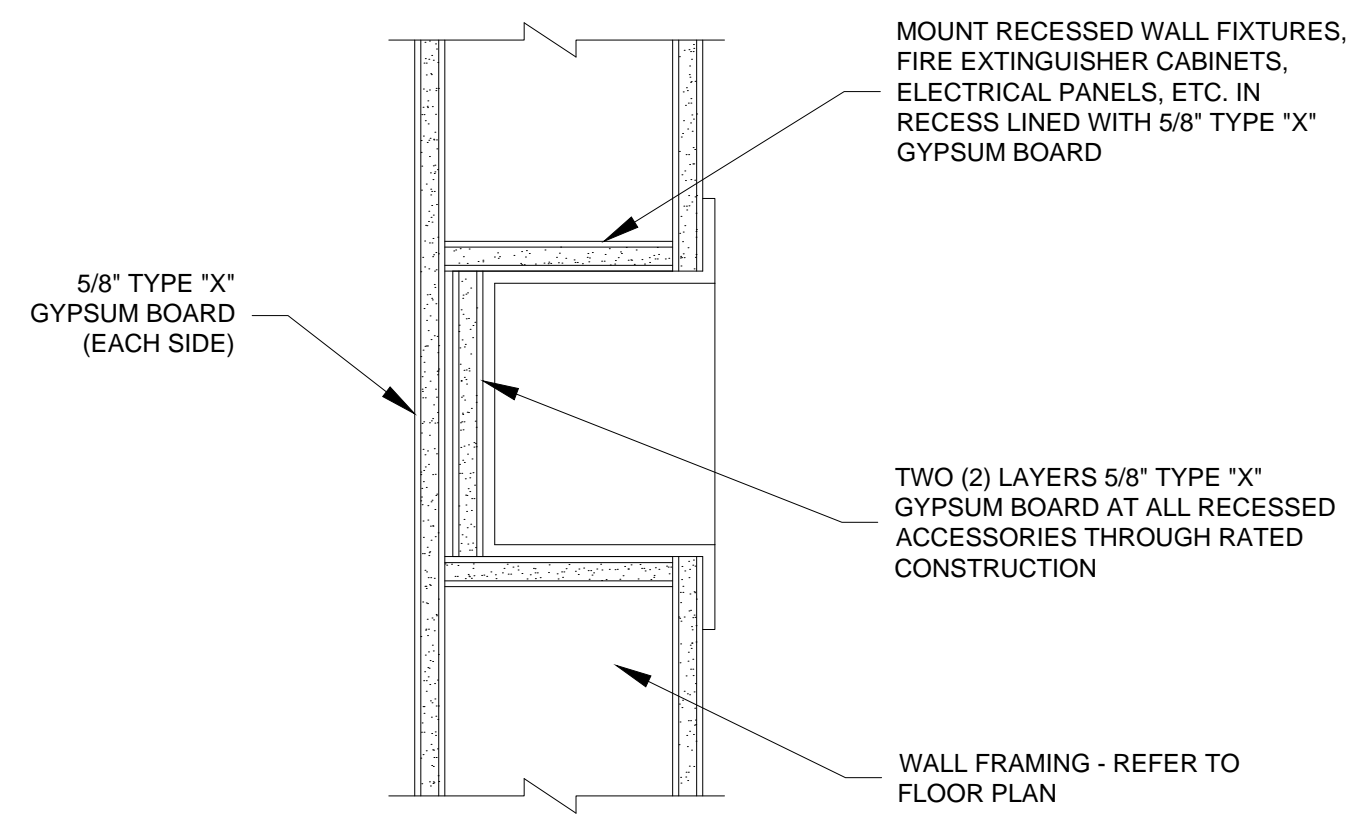 MOUNT RECESSED WALL FIXTURES,
FIRE EXTINGUISHER CABINETS,
ELECTRICAL PANELS, ETC. IN
RECESS LINED WITH 5/8" TYPE "X"
GYPSUM BOARD
5/8" TYPE "X"
GYPSUM BOARD
(EACH SIDE)
TWO (2) LAYERS 5/8" TYPE "X"
GYPSUM BOARD AT ALL RECESSED
ACCESSORIES THROUGH RATED
CONSTRUCTION
WALL FRAMING - REFER TO
FLOOR PLAN